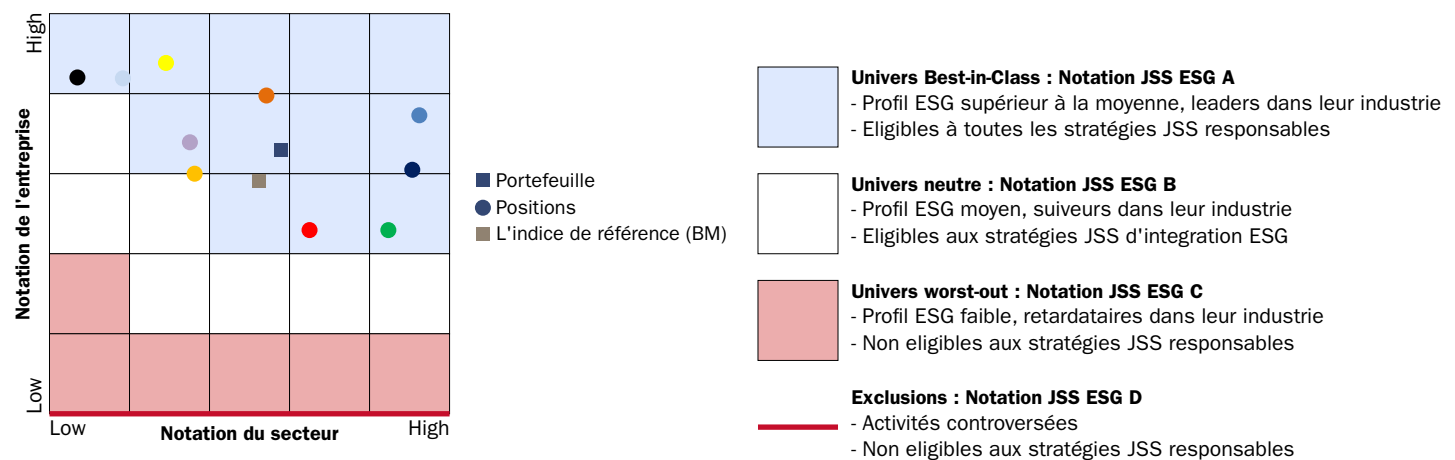 High
Notation de l'entreprise
Low
Low
Notation du secteur
High
Portefeuille
Positions
L'indice de référence (BM)
Univers Best-in-Class : Notation JSS ESG A
- Profil ESG supérieur à la moyenne, leaders dans leur industrie
- Eligibles à toutes les stratégies JSS responsables
Univers neutre : Notation JSS ESG B
- Profil ESG moyen, suiveurs dans leur industrie
- Eligibles aux stratégies JSS d'integration ESG
Univers worst-out : Notation JSS ESG C
- Profil ESG faible, retardataires dans leur industrie
- Non eligibles aux stratégies JSS responsables
Exclusions : Notation JSS ESG D
- Activités controversées
- Non eligibles aux stratégies JSS responsables